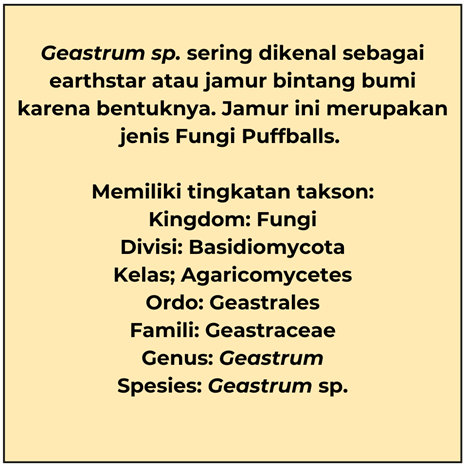 Geastrum sp. sering dikenal sebagai
earthstar atau jamur bintang bumi
karena bentuknya. Jamur ini merupakan
jenis Fungi Puffballs.
Memiliki tingkatan takson:
Kingdom: Fungi
Divisi: Basidiomycota
Kelas; Agaricomycetes
Ordo: Geastrales
Famili: Geastraceae
Genus: Geastrum
Spesies: Geastrum sp.